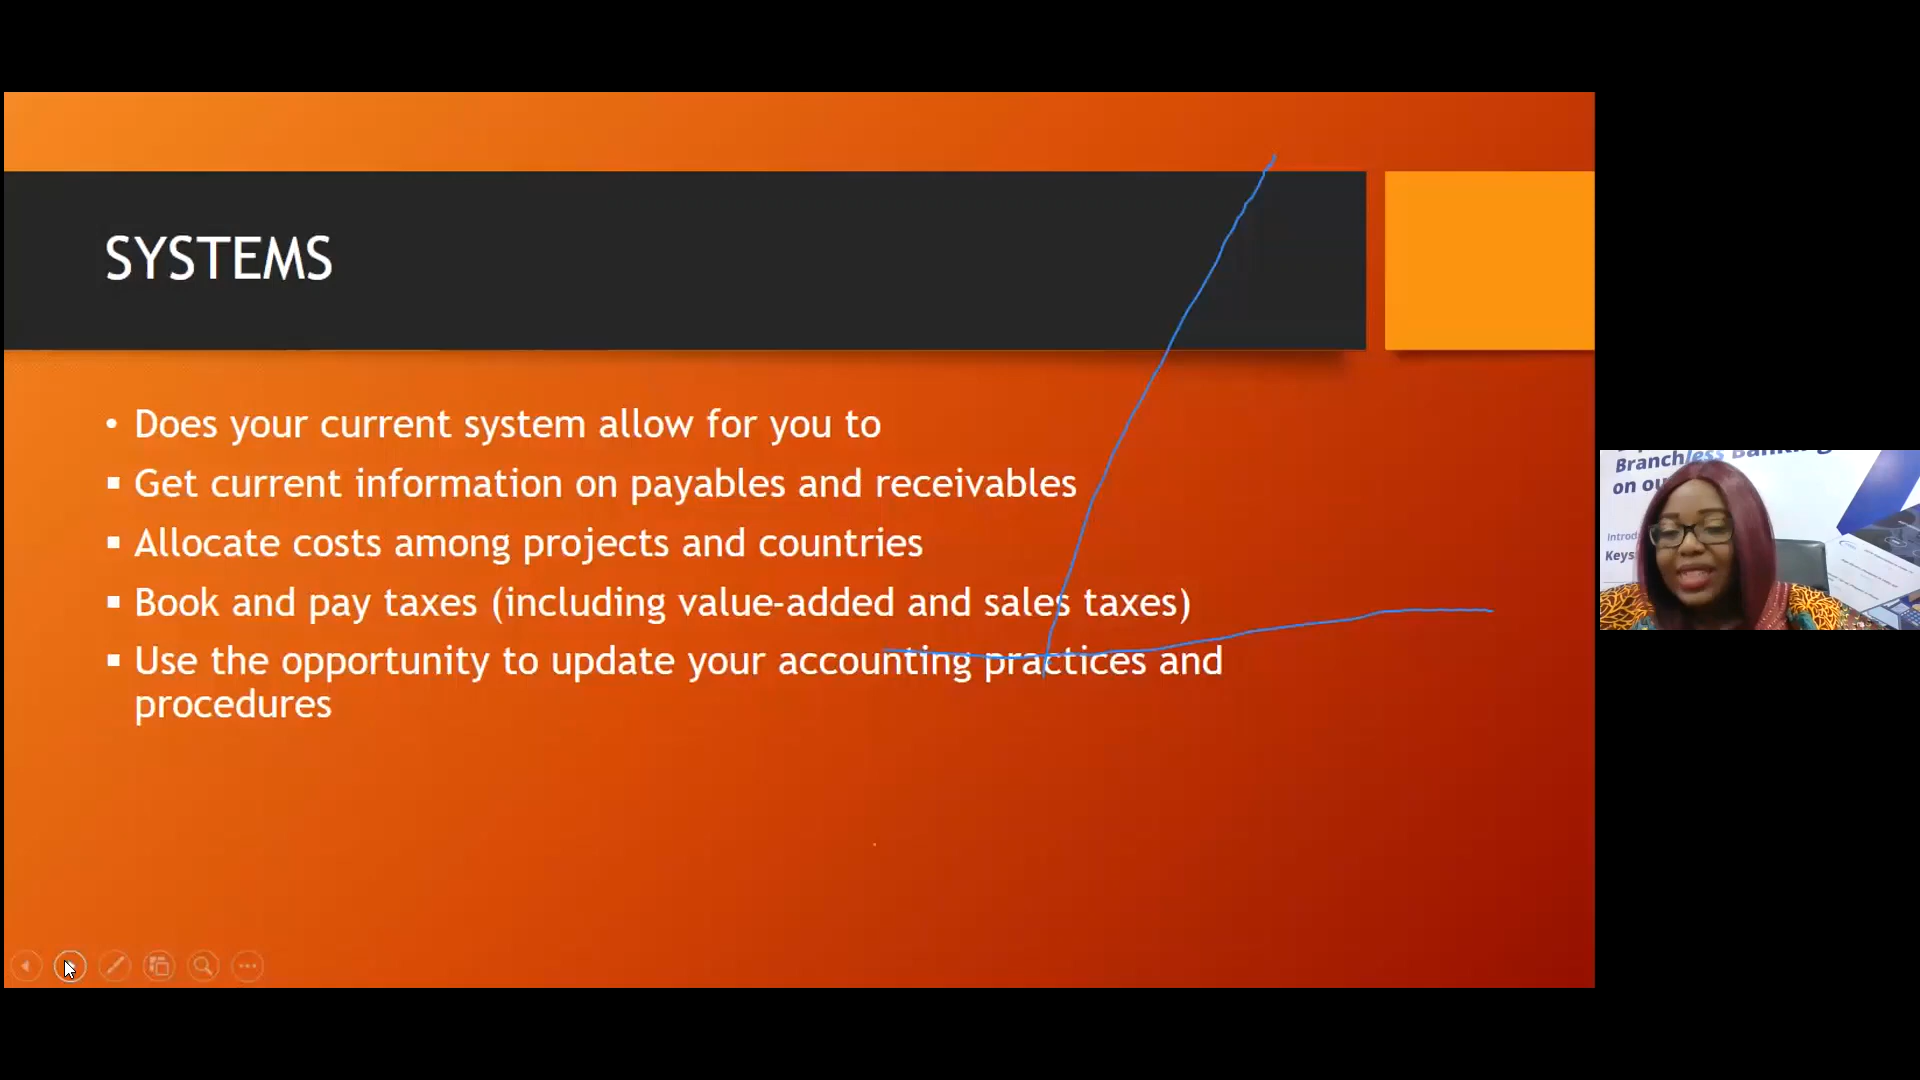 SYSTEMS
• Does your current system allow for you to
▪ Get current information on payables and receivables
▪ Allocate costs among projects and countries
▪ Book and pay taxes (including value-added and sales taxes)
▪ Use the opportunity to update your accounting practices and
procedures
Branchless Banking
on ou
Introd
Keys